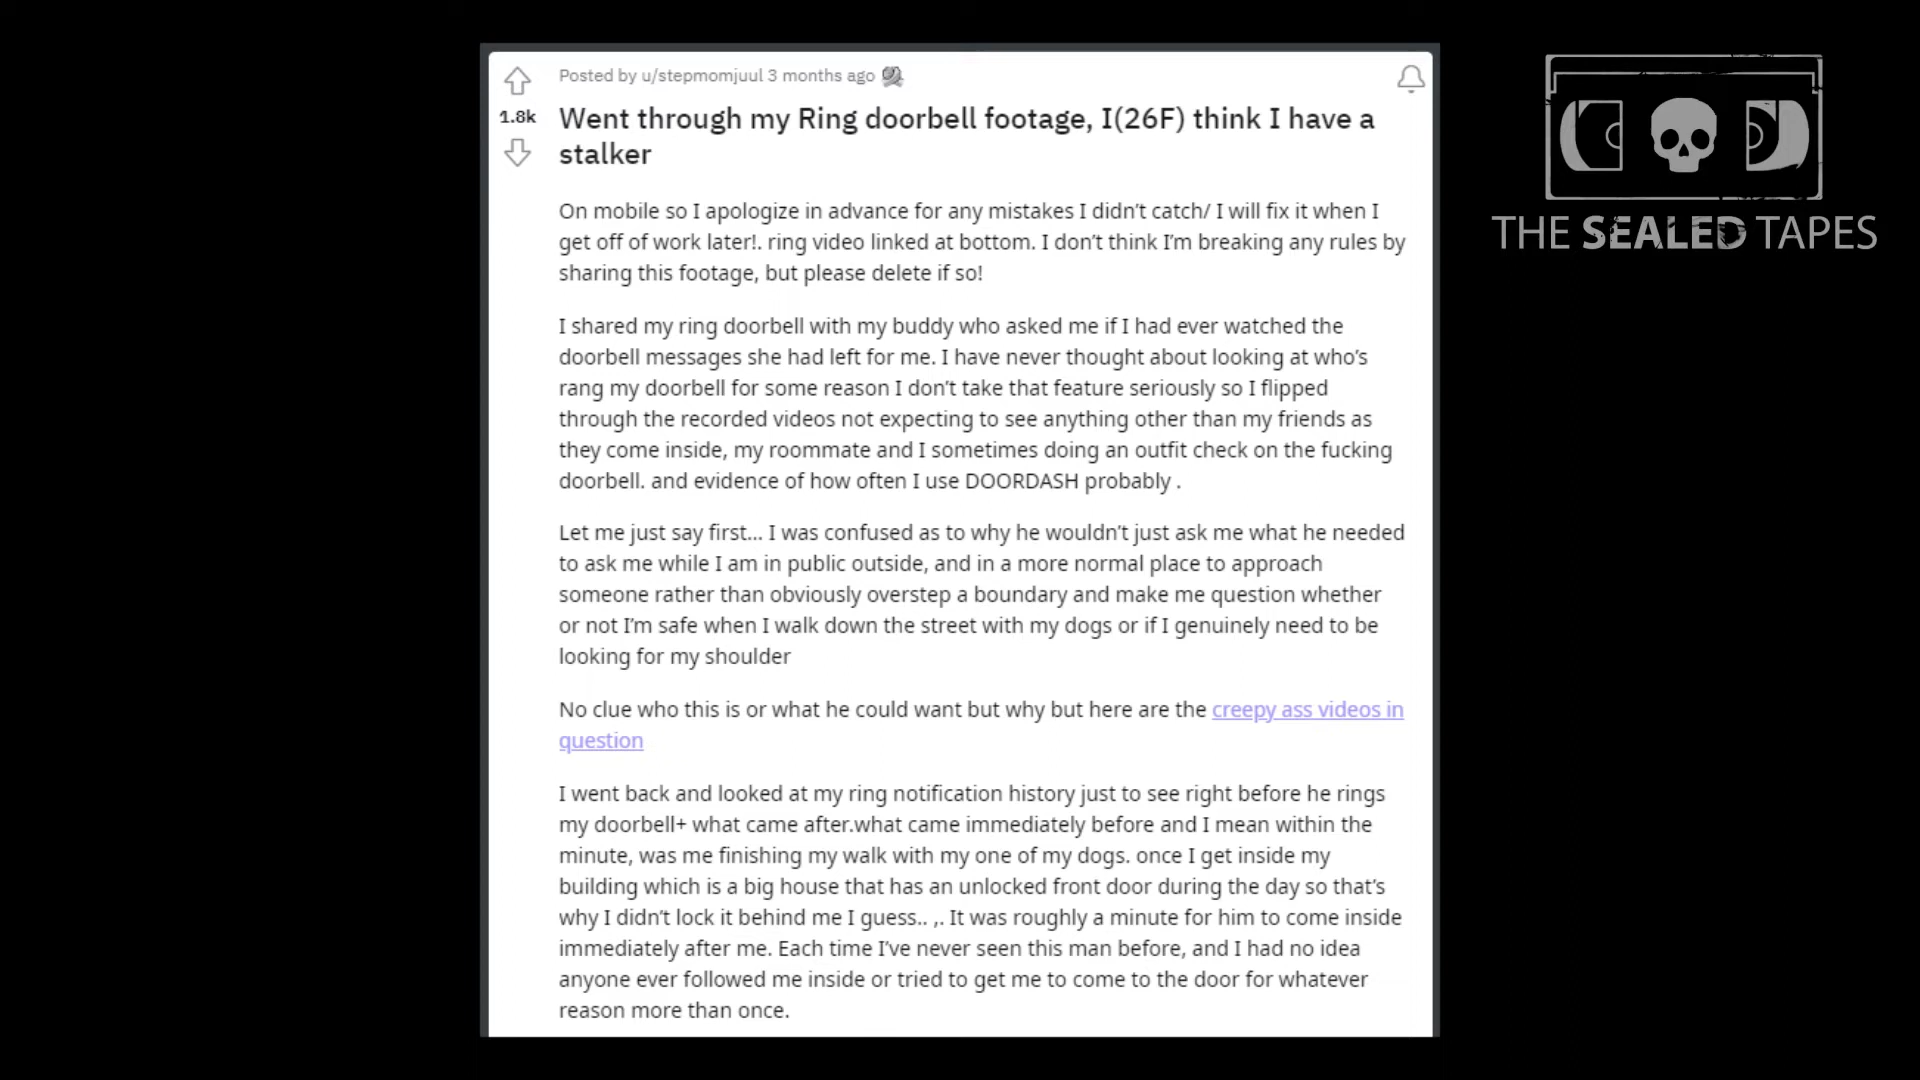 Posted by u/stepmomjuul 3 months ago
1.8k
Went through my Ring doorbell footage, I(26F) think I have a
stalker
On mobile so I apologize in advance for any mistakes I didn't catch/ I will fix it when I
get off of work later!. ring video linked at bottom. I don't think I'm breaking any rules by
sharing this footage, but please delete if so!
I shared my ring doorbell with my buddy who asked me if I had ever watched the
doorbell messages she had left for me. I have never thought about looking at who's
rang my doorbell for some reason I don't take that feature seriously so I flipped
through the recorded videos not expecting to see anything other than my friends as
they come inside, my roommate and I sometimes doing an outfit check on the fucking
doorbell. and evidence of how often I use DOORDASH probably .
Let me just say first... I was confused as to why he wouldn't just ask me what he needed
to ask me while I am in public outside, and in a more normal place to approach
someone rather than obviously overstep a boundary and make me question whether
or not I'm safe when I walk down the street with my dogs or if I genuinely need to be
looking for my shoulder
No clue who this is or what he could want but why but here are the creepy ass videos in
question
I went back and looked at my ring notification history just to see right before he rings
my doorbell+ what came after.what came immediately before and I mean within the
minute, was me finishing my walk with my one of my dogs. once I get inside my
building which is a big house that has an unlocked front door during the day so that's
why I didn't lock it behind me I guess.. ,. It was roughly a minute for him to come inside
immediately after me. Each time I've never seen this man before, and I had no idea
anyone ever followed me inside or tried to get me to come to the door for whatever
reason more than once.
THE SEALED TAPES